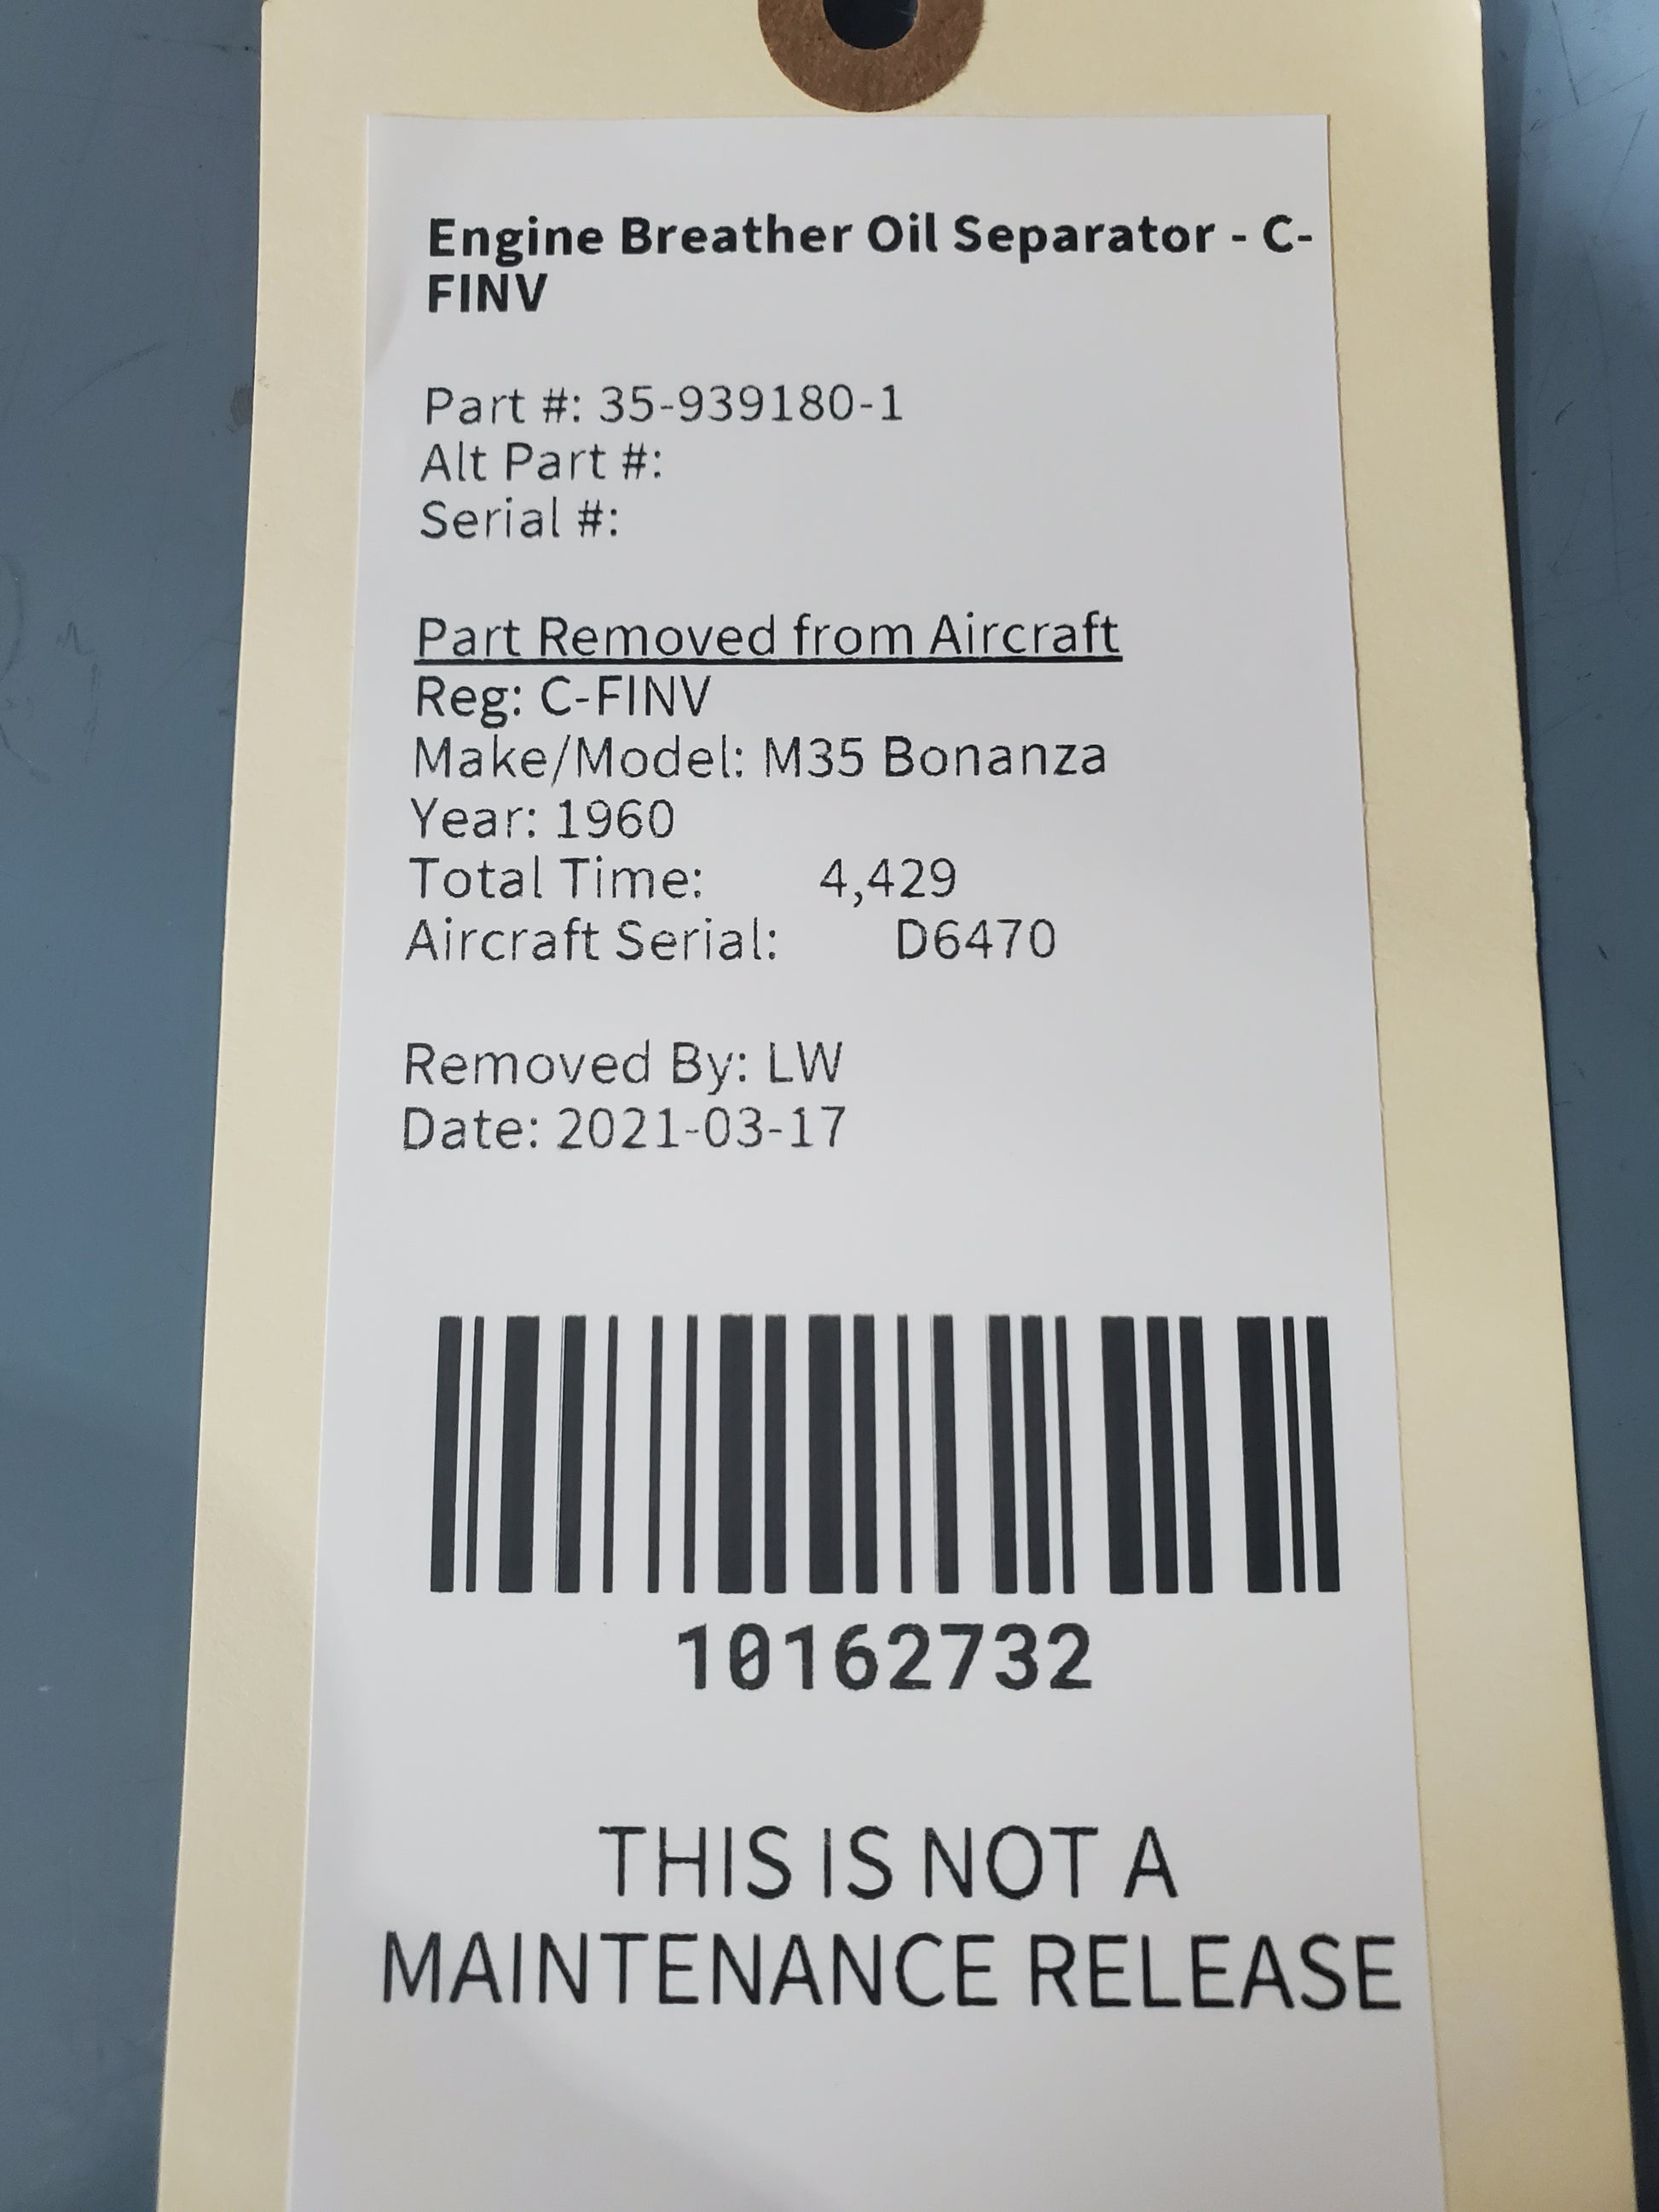 Engine Breather Oil Separator - C-
FINV
Part #: 35-939180-1
Alt Part #:
Serial #:
Part Removed from Aircraft
Reg: C-FINV
Make/Model: M35 Bonanza
Year: 1960
Total Time: 4,429
Aircraft Serial: D6470
Removed By: LW
Date: 2021-03-17
10162732
THIS IS NOT A
MAINTENANCE RELEASE